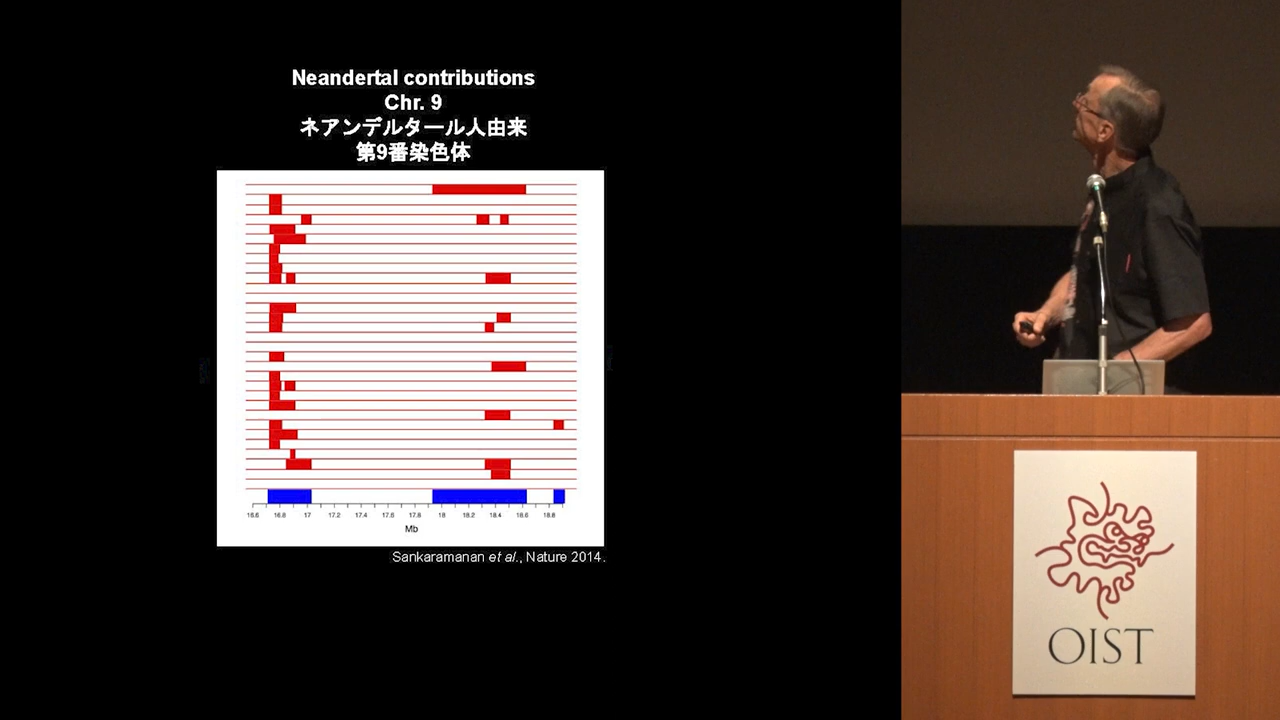 Neandertal contributions
Chr. 9
ネアンデルタール人由来
第9番染色体
16.6 16.8 17 17.2 17.4 17.6 17.8 18 18.2 18.4 18.6 18.8
Mb
Sankaramanan et al., Nature 2014.
OIST